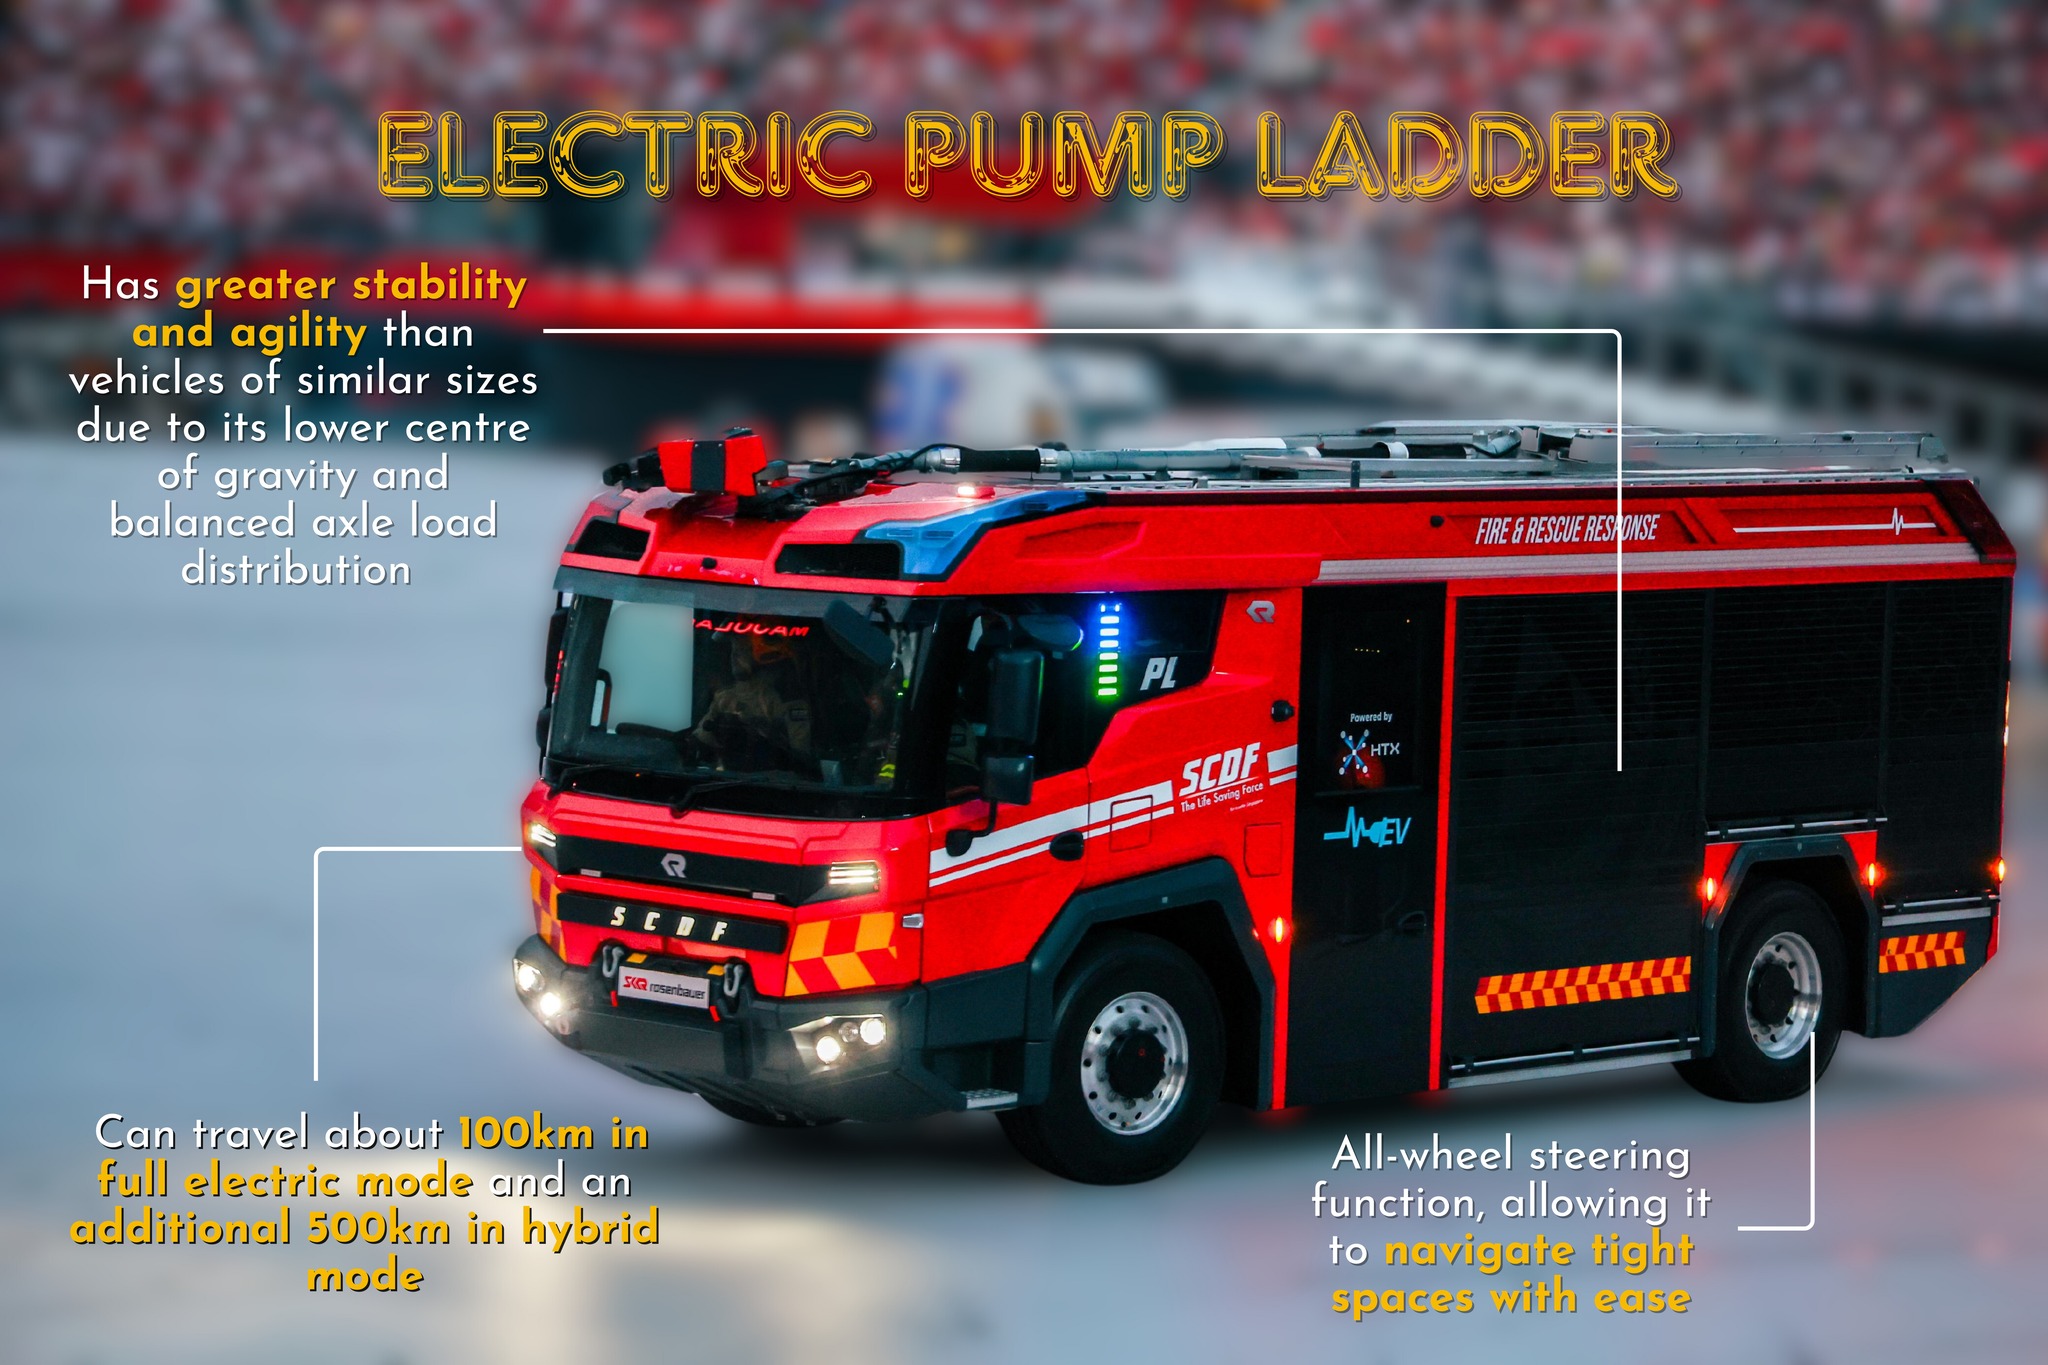 ELECTRIC PUMP LADDER
Has greater stability
and agility than
vehicles of similar sizes
due to its lower centre
of gravity and
balanced axle load
distribution
FIRE & RESCUE RESPONSE
PL
Powered by
HTX
SCDF
The Life Saving Force
EV
SCDF
rosenbauer
Can travel about 100km in
full electric mode and an
additional 500km in hybrid
mode
All-wheel steering
function, allowing it
to navigate tight
spaces with ease